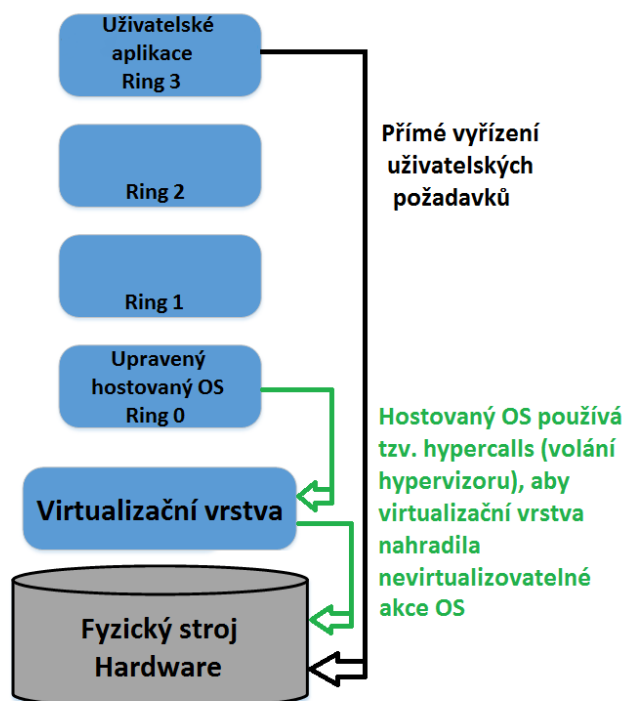 Uživatelské
aplikace
Ring 3
Přímé vyřízení
uživatelských
požadavků
Ring 2
Ring 1
Upravený
hostovaný OS
Ring 0
Hostovaný OS používá
tzv. hypercalls (volání
hypervizoru), aby
virtualizační vrstva
nahradila
nevirtualizovatelné
akce OS
Virtualizační vrstva
Fyzický stroj
Hardware